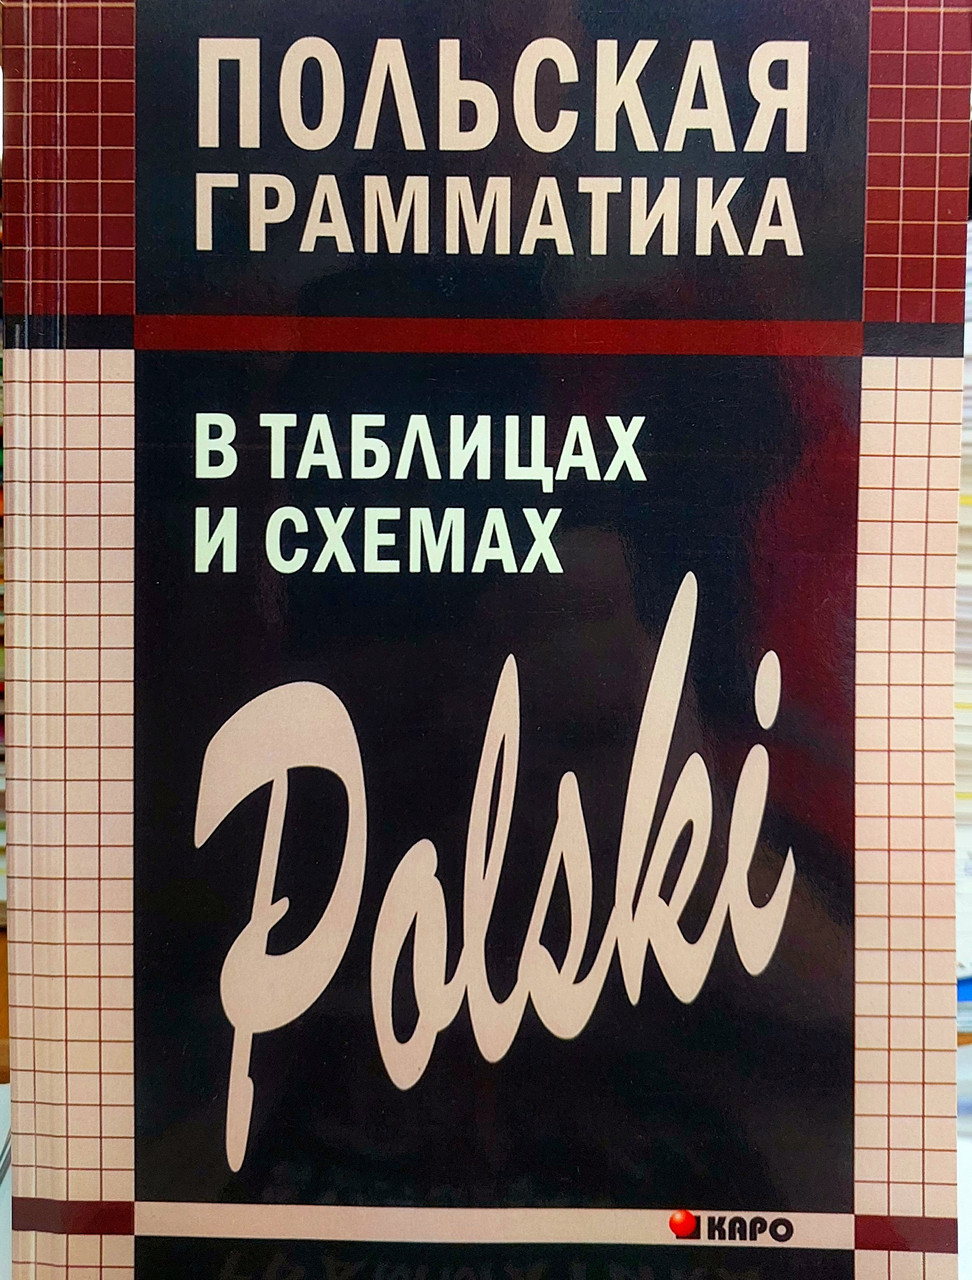 ПОЛЬСКАЯ
ГРАММАТИКА
В ТАБЛИЦАХ
И СХЕМАХ
Polski
КАРО